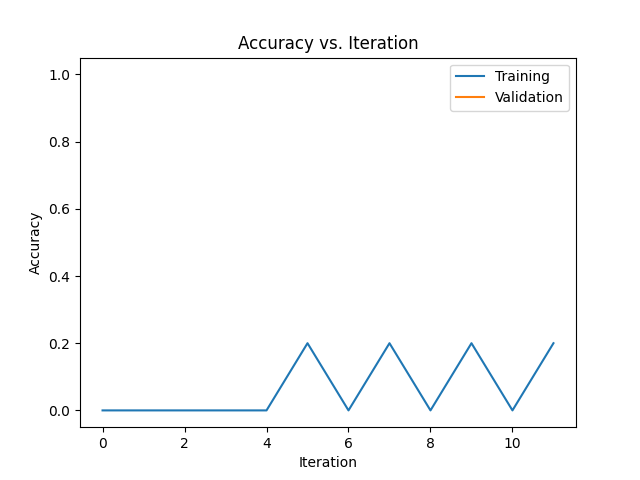 Accuracy vs. Iteration
Training
Validation
1.0
0.8
0.6
0.4
0.2
0.0
Accuracy
0 2 4 6 8 10
Iteration